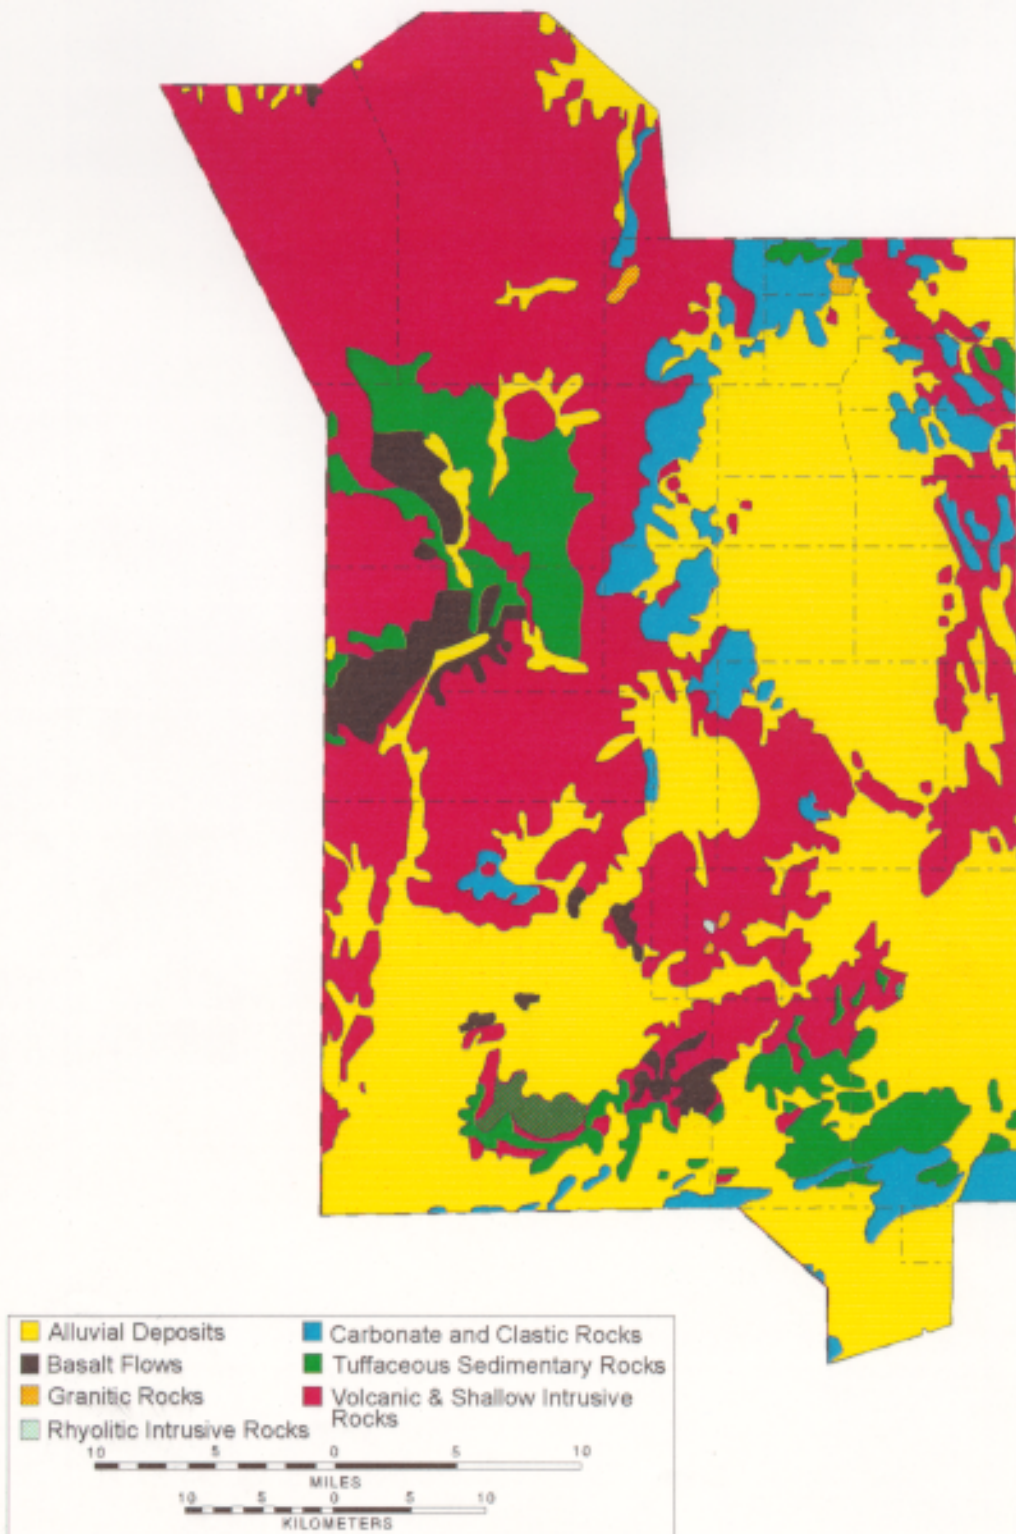 Alluvial Deposits
Basalt Flows
Granitic Rocks
Rhyolitic Intrusive Rocks
Carbonate and Clastic Rocks
Tuffaceous Sedimentary Rocks
Volcanic & Shallow Intrusive
Rocks
10 5 0 5 10
MILES
10 5 0 5 10
KILOMETERS